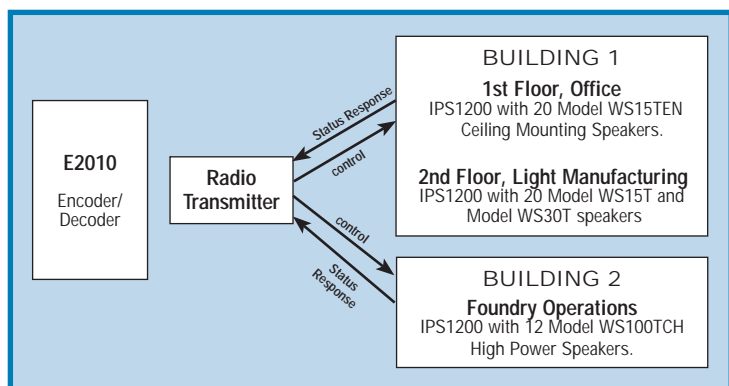 E2010
Encoder/
Decoder
Radio
Transmitter
Status Response
control
control
Status
Response
BUILDING 1
1st Floor, Office
IPS1200 with 20 Model WS15TEN
Ceiling Mounting Speakers.
2nd Floor, Light Manufacturing
IPS1200 with 20 Model WS15T and
Model WS30T speakers
BUILDING 2
Foundry Operations
IPS1200 with 12 Model WS100TCH
High Power Speakers.